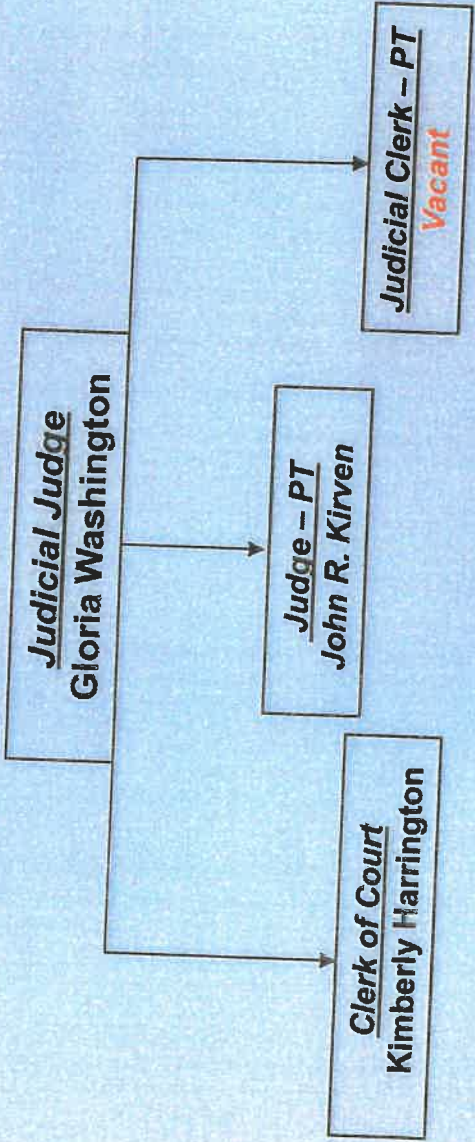 Judicial Judge
Gloria Washington
Clerk of Court
Kimberly Harrington
Judge – PT
John R. Kirven
Judicial Clerk – PT
Vacant